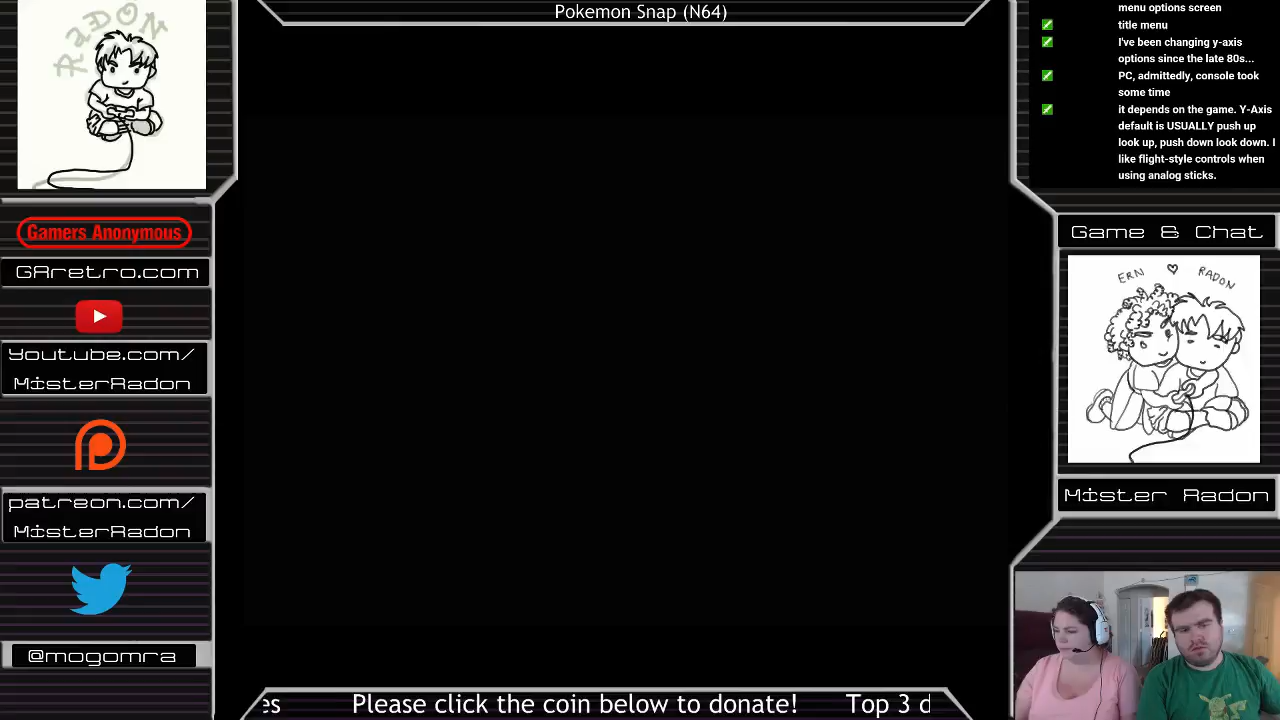 Pokemon Snap (N64)
RADON
Gamers Anonymous
GAretro.com
Youtube.com/
MisterRadon
patreon.com/
MisterRadon
@mogomra
menu options screen
title menu
I've been changing y-axis
options since the late 80s...
PC, admittedly, console took
some time
it depends on the game. Y-Axis
default is USUALLY push up
look up, push down look down. I
like flight-style controls when
using analog sticks.
Game & Chat
ERN RADON
Mister Radon
es Please click the coin below to donate! Top 3 d